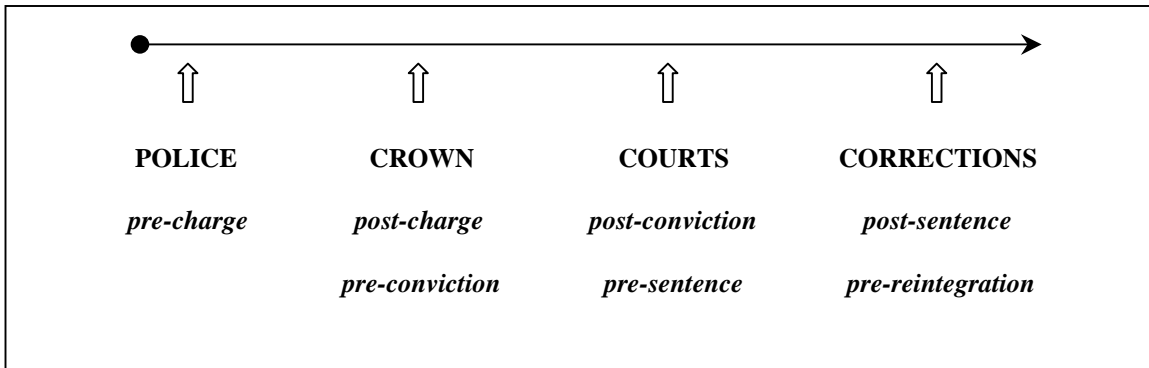 POLICE CROWN COURTS CORRECTIONS
pre-charge post-charge post-conviction post-sentence
pre-conviction pre-sentence pre-reintegration